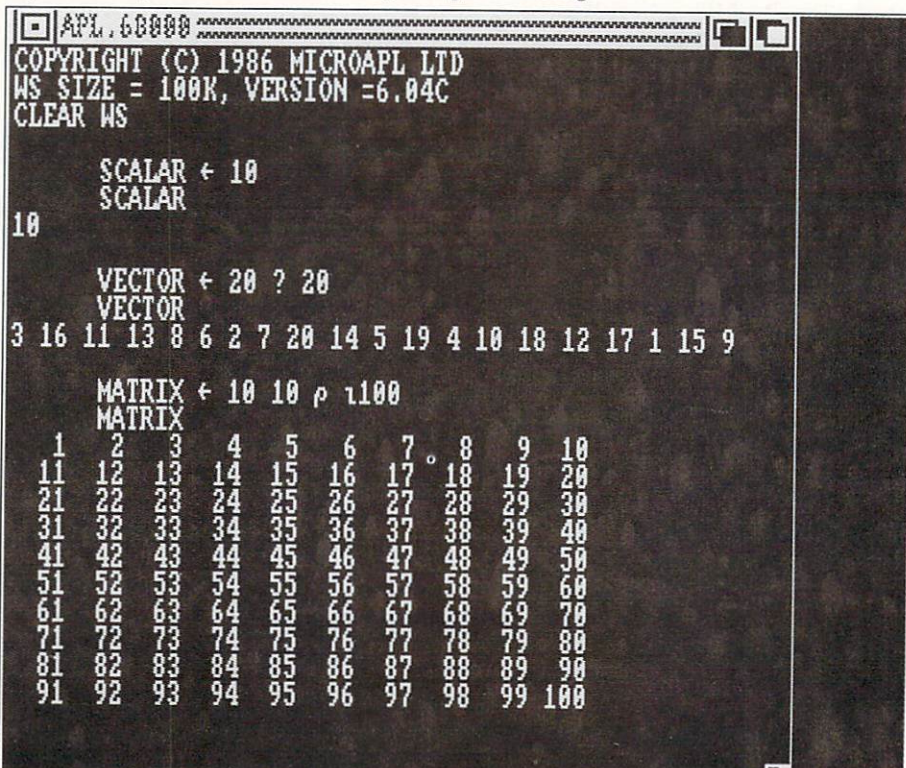 APL.68000
COPYRIGHT (C) 1986 MICROAPL LTD
WS SIZE = 100K, VERSION =6.04C
CLEAR WS
SCALAR ← 10
SCALAR
10
VECTOR ← 20 ? 20
VECTOR
3 16 11 13 8 6 2 7 20 14 5 19 4 10 18 12 17 1 15 9
MATRIX ← 10 10 ⍴ ⍳100
MATRIX
1 2 3 4 5 6 7 8 9 10
11 12 13 14 15 16 17 18 19 20
21 22 23 24 25 26 27 28 29 30
31 32 33 34 35 36 37 38 39 40
41 42 43 44 45 46 47 48 49 50
51 52 53 54 55 56 57 58 59 60
61 62 63 64 65 66 67 68 69 70
71 72 73 74 75 76 77 78 79 80
81 82 83 84 85 86 87 88 89 90
91 92 93 94 95 96 97 98 99 100